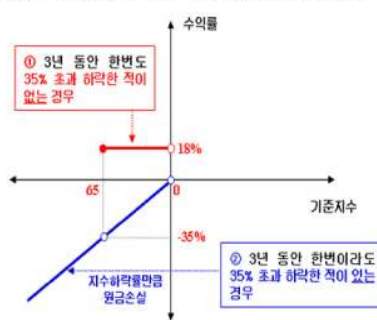 수익률
① 3년 동안 한번도
35% 초과 하락한 적이
없는 경우
18%
65
0
기준지수
-35%
② 3년 동안 한번이라도
35% 초과 하락한 적이 있는
경우
지수하락률만큼
원금손실